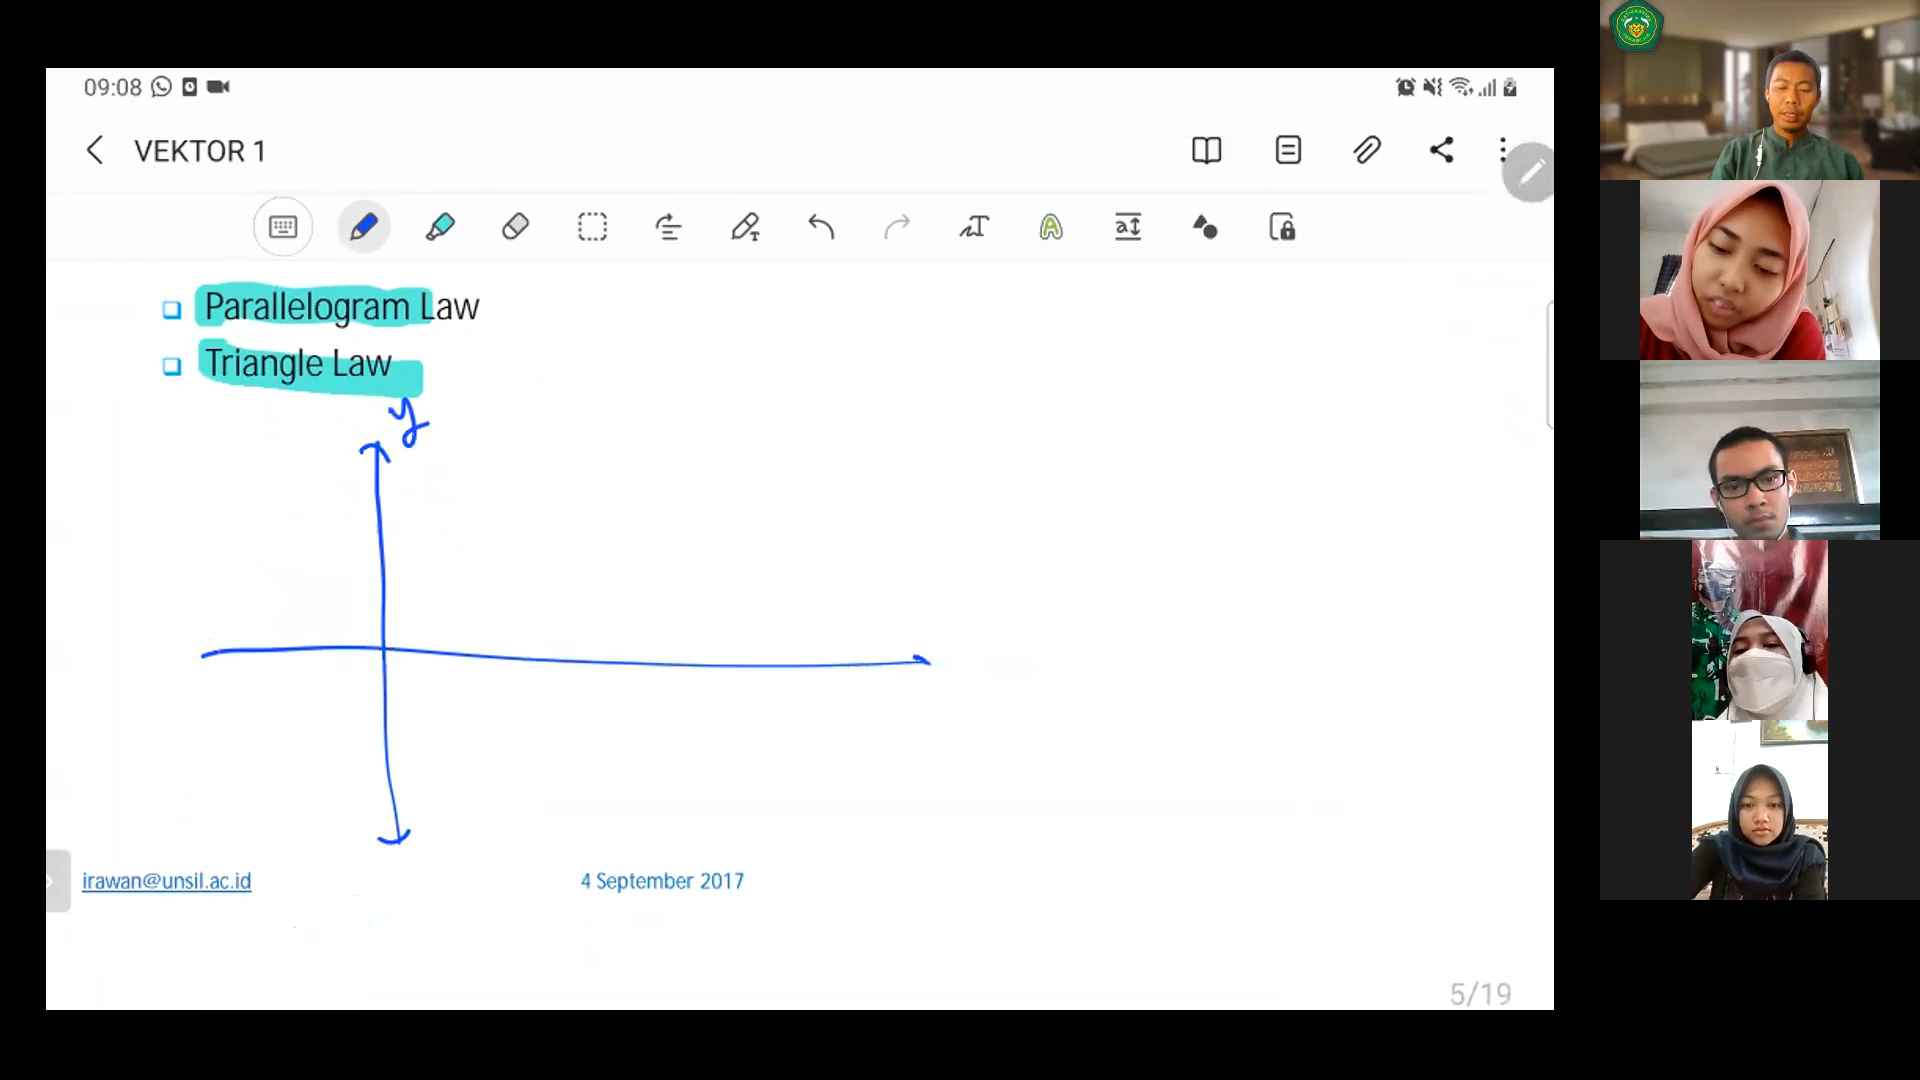 09:08
VEKTOR 1
Parallelogram Law
Triangle Law
y
irawan@unsil.ac.id
4 September 2017
5/19